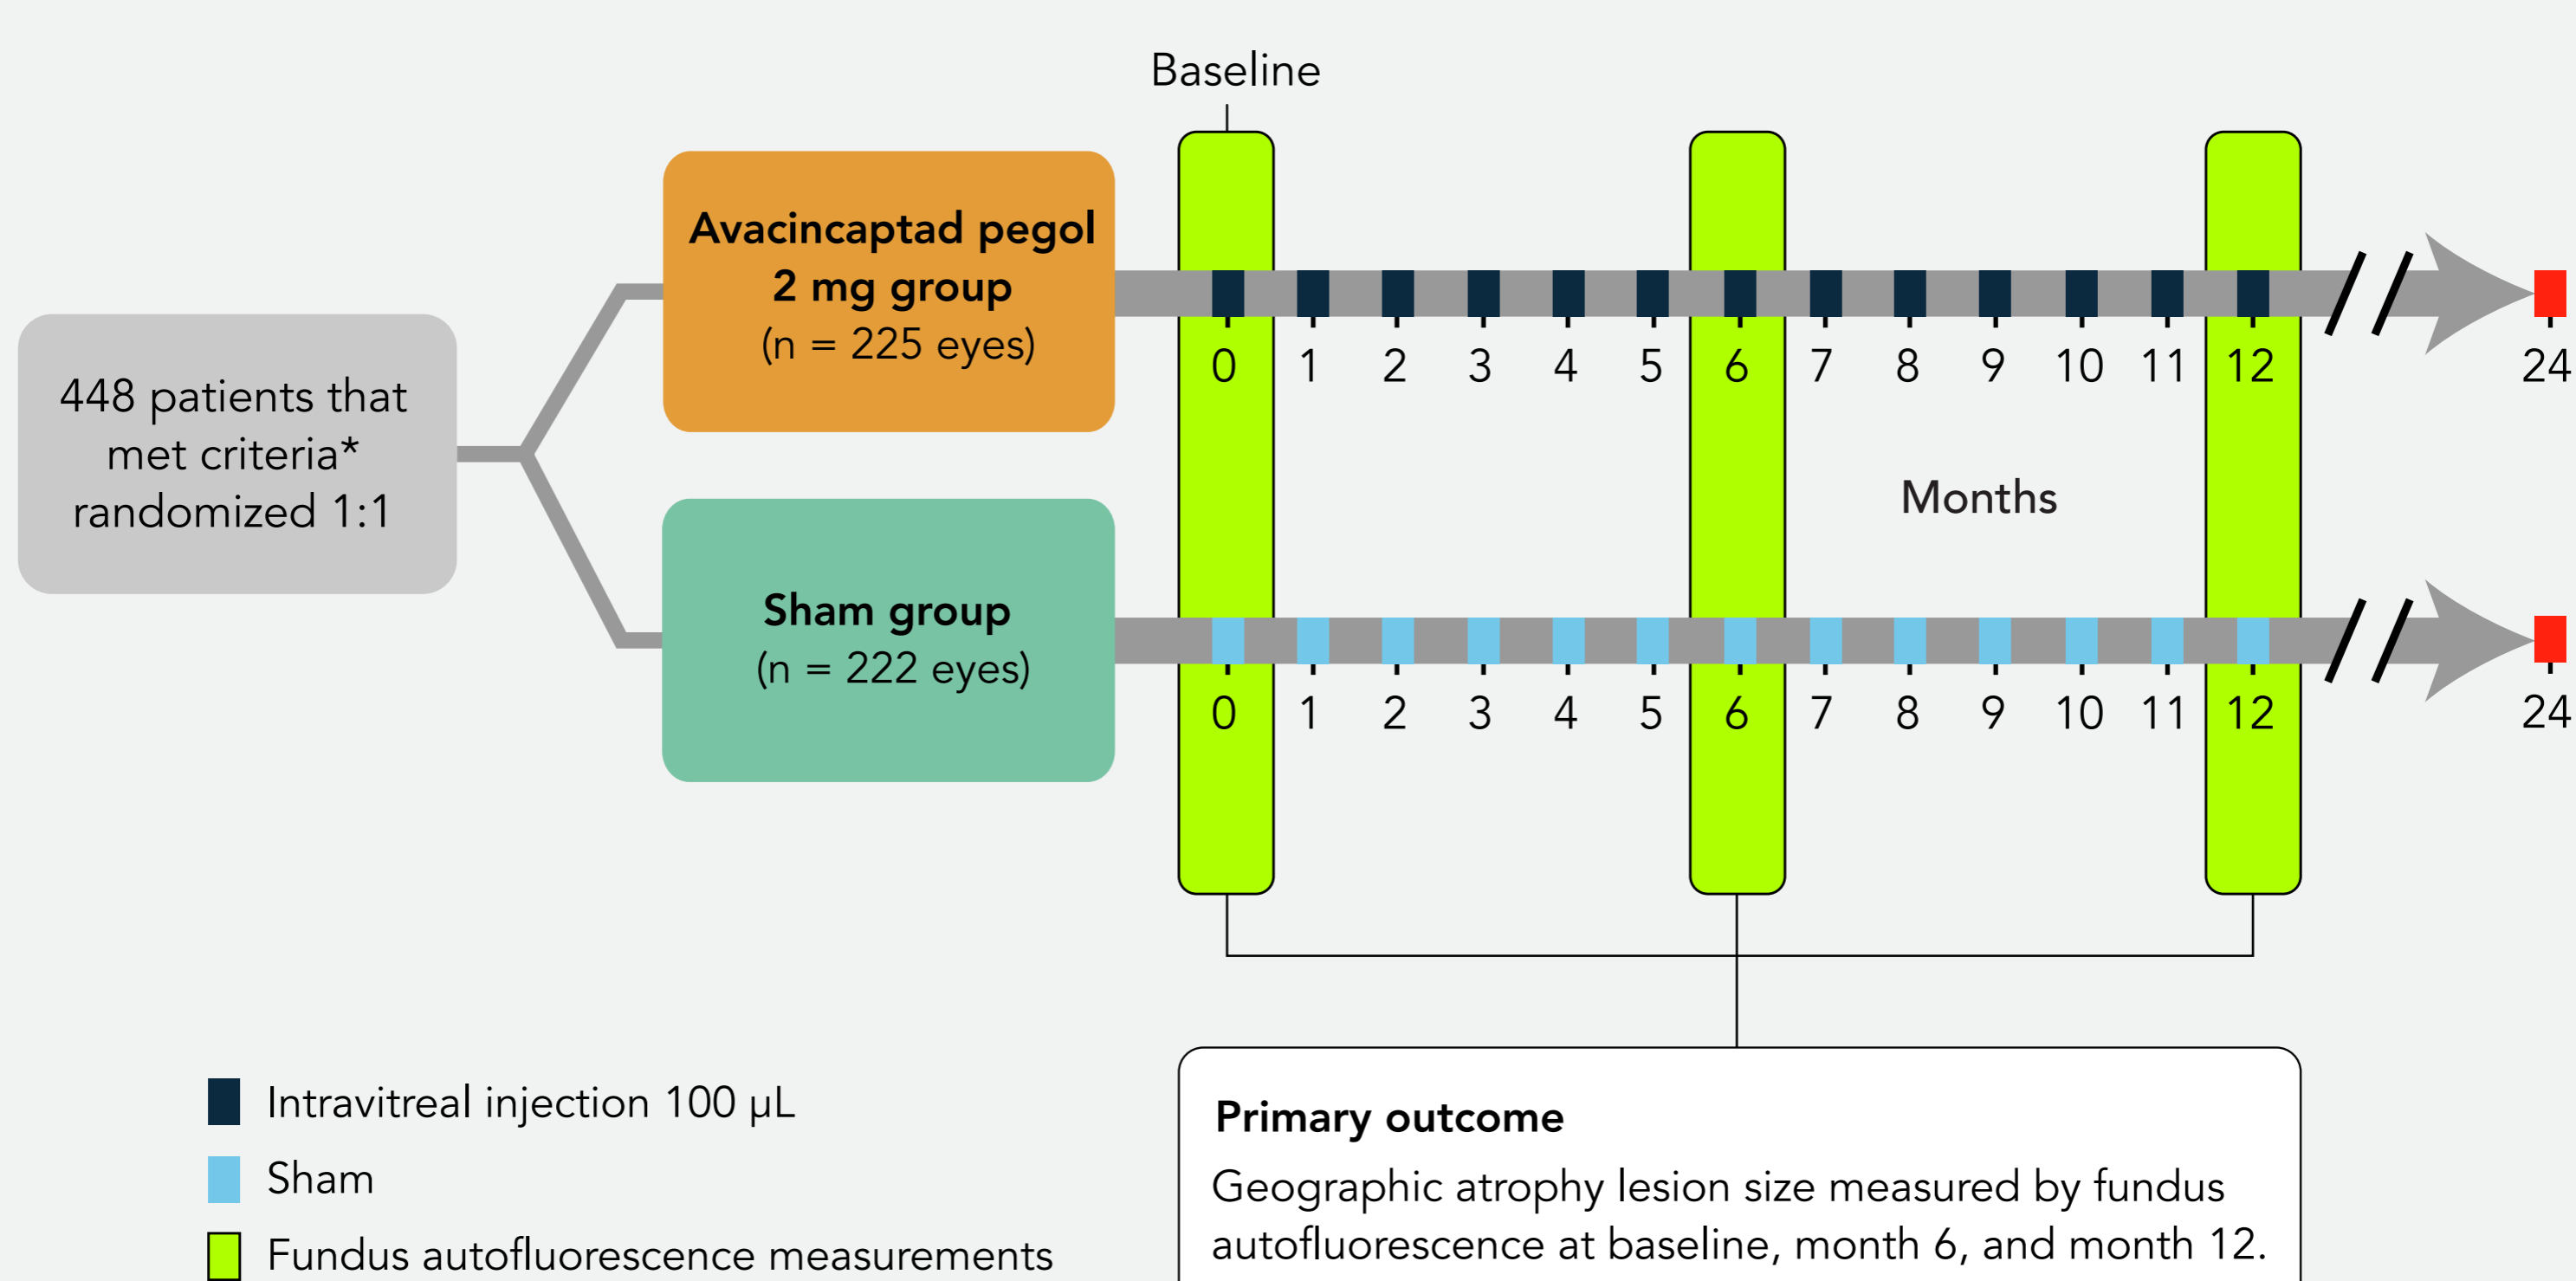 Baseline
448 patients that
met criteria*
randomized 1:1
Avacincaptad pegol
2 mg group
(n = 225 eyes)
0 1 2 3 4 5 6 7 8 9 10 11 12 24
Months
Sham group
(n = 222 eyes)
0 1 2 3 4 5 6 7 8 9 10 11 12 24
Intravitreal injection 100 µL
Sham
Fundus autofluorescence measurements
Primary outcome
Geographic atrophy lesion size measured by fundus
autofluorescence at baseline, month 6, and month 12.